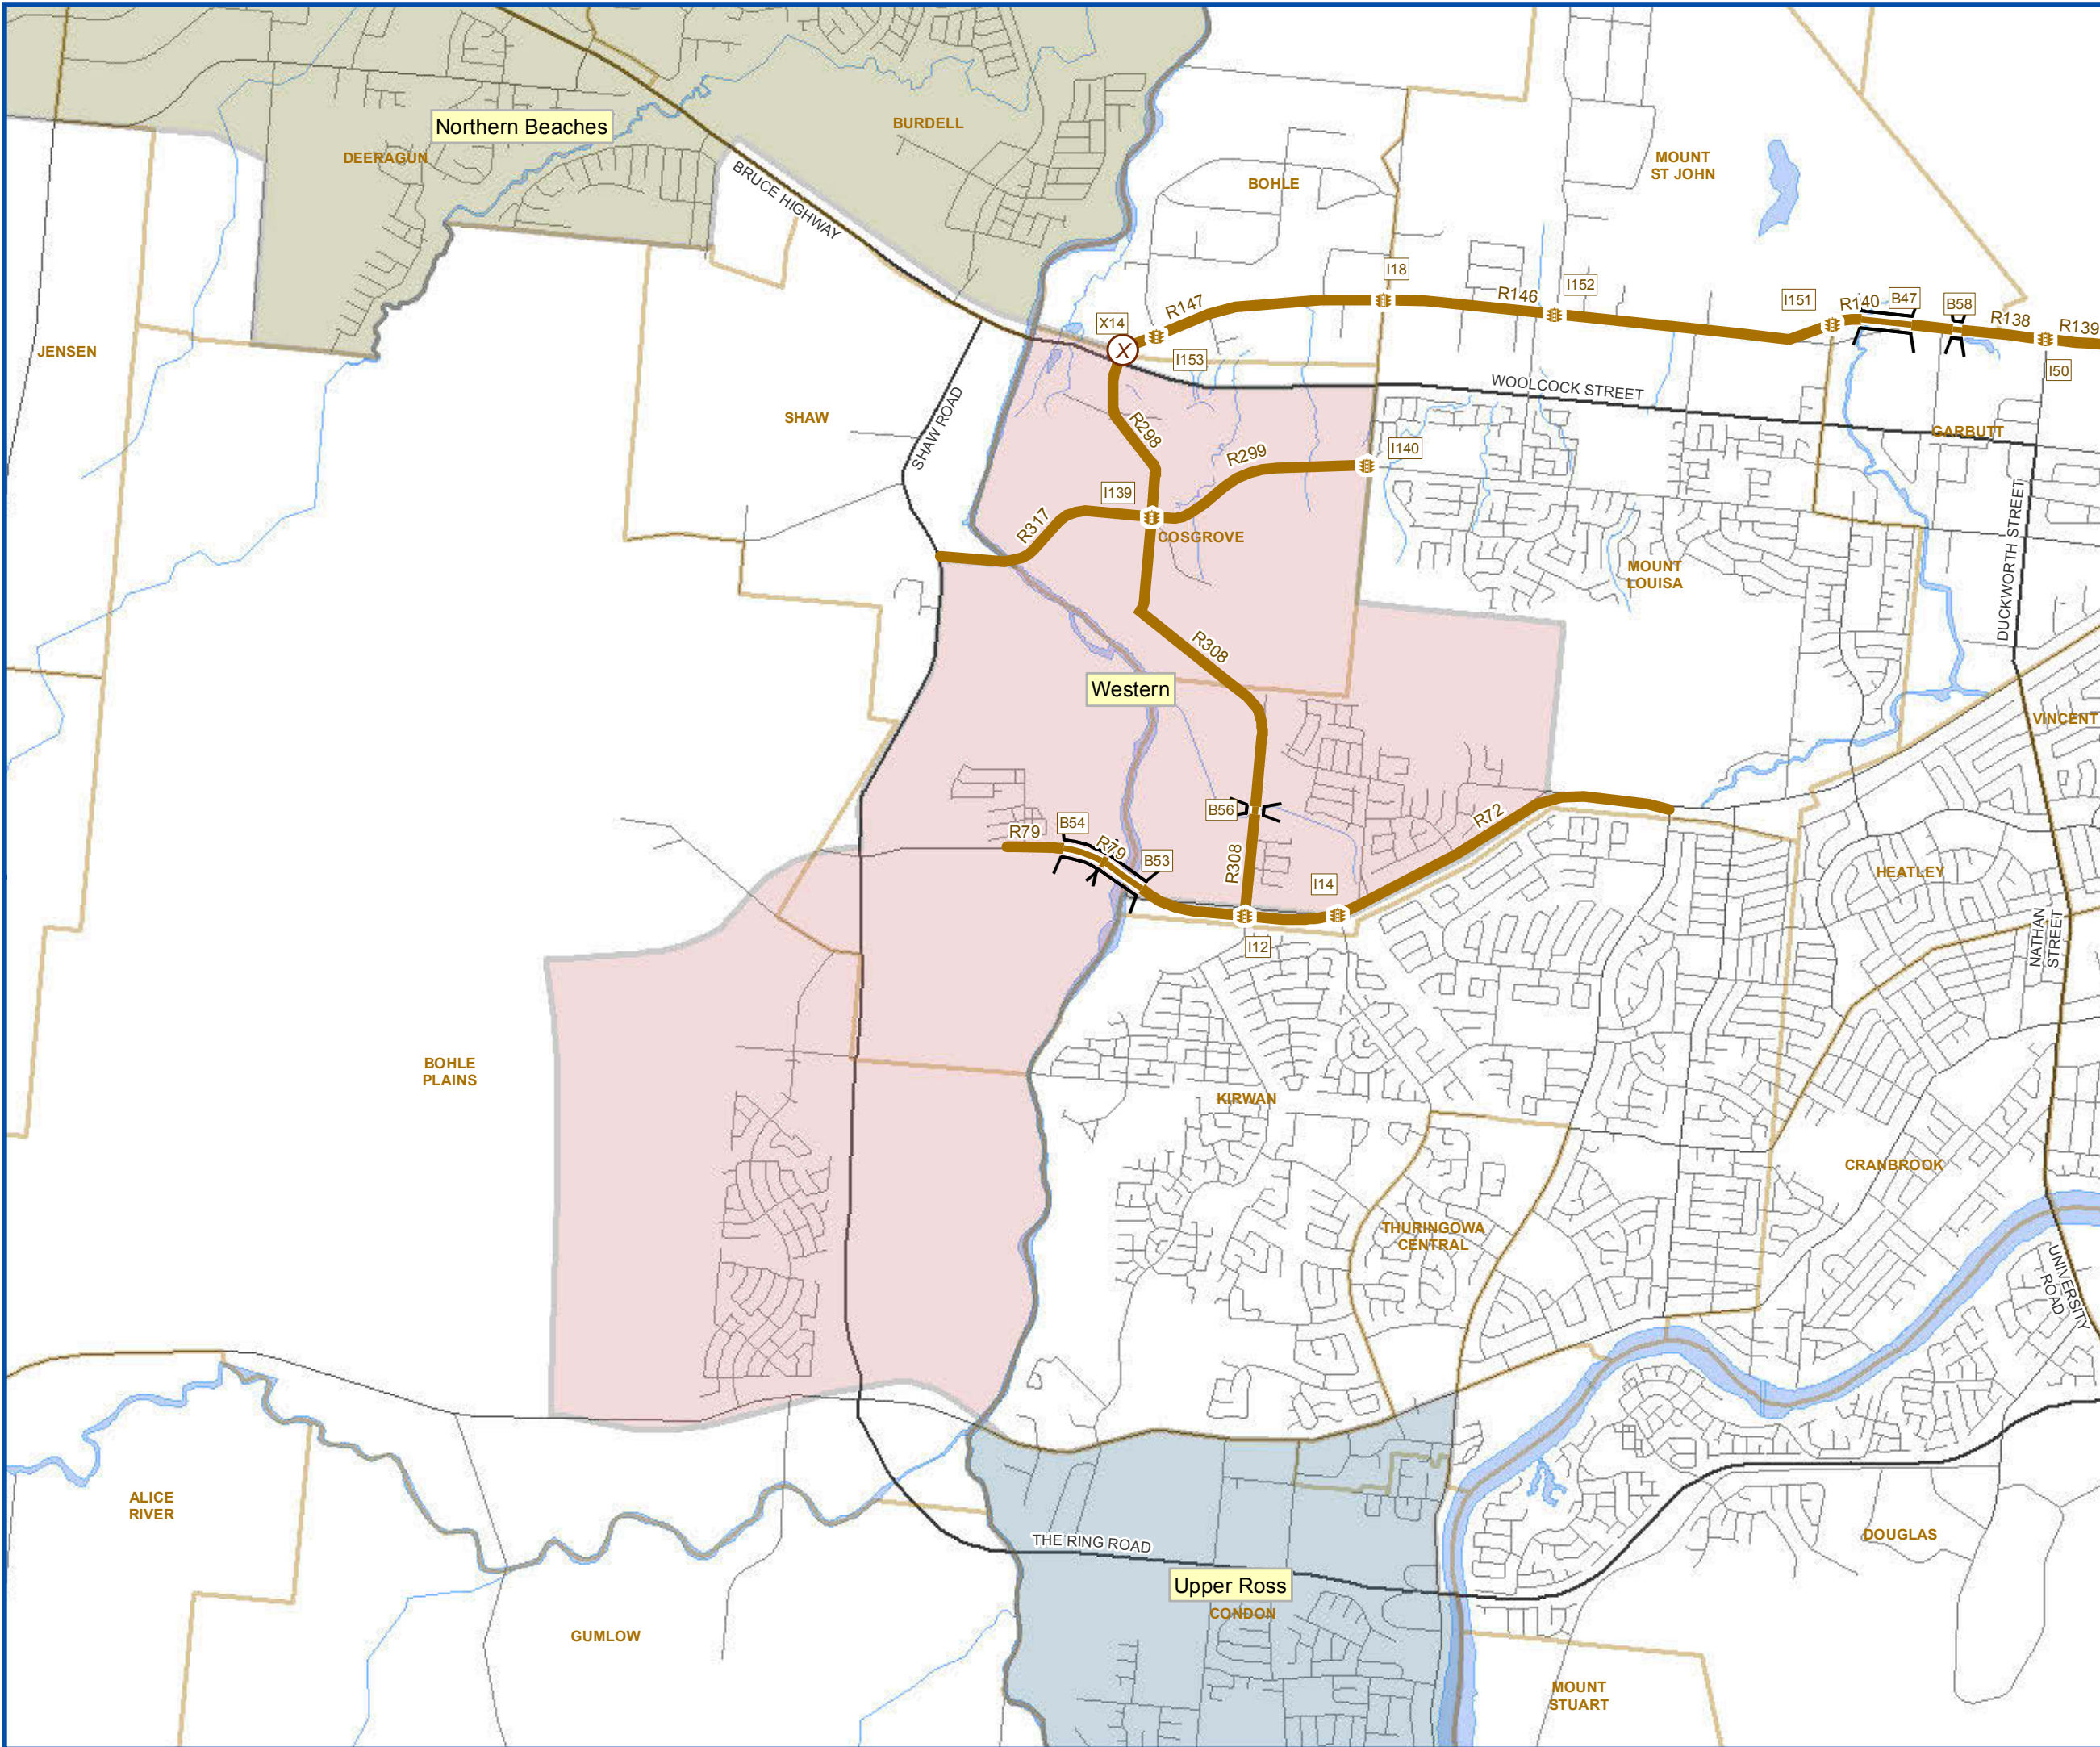 Northern Beaches
BURDELL
DEERAGUN
BRUCE HIGHWAY
BOHLE
MOUNT
ST JOHN
JENSEN
SHAW
SHAW ROAD
X14
R147
I153
I18
R146
I152
I151
R140
B47
B58
R138
R139
I50
WOOLCOCK STREET
GARBUTT
R298
R299
I140
I139
R317
COSGROVE
MOUNT
LOUISA
DUCKWORTH STREET
R308
Western
VINCENT
B56
R72
R79
B54
R79
B53
R308
I14
I12
HEATLEY
NATHAN
STREET
BOHLE
PLAINS
KIRWAN
CRANBROOK
THURINGOWA
CENTRAL
UNIVERSITY
ROAD
ALICE
RIVER
THE RING ROAD
DOUGLAS
Upper Ross
CONDON
GUMLOW
MOUNT
STUART